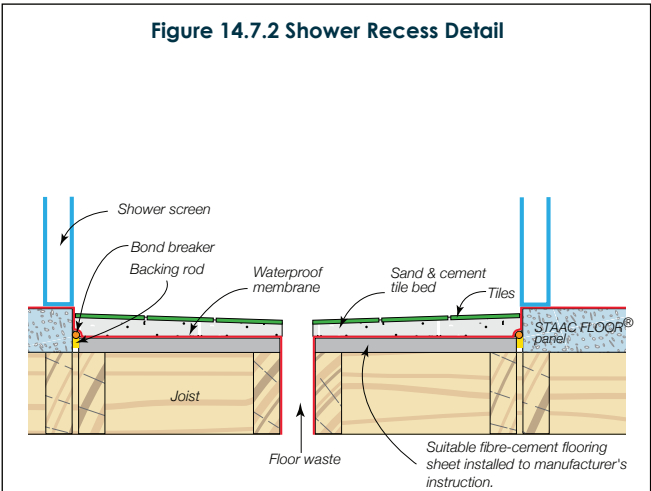 Figure 14.7.2 Shower Recess Detail
Shower screen
Bond breaker
Backing rod
Waterproof
membrane
Sand & cement
tile bed
Tiles
STAAC FLOOR®
panel
Joist
Floor waste
Suitable fibre-cement flooring
sheet installed to manufacturer's
instruction.